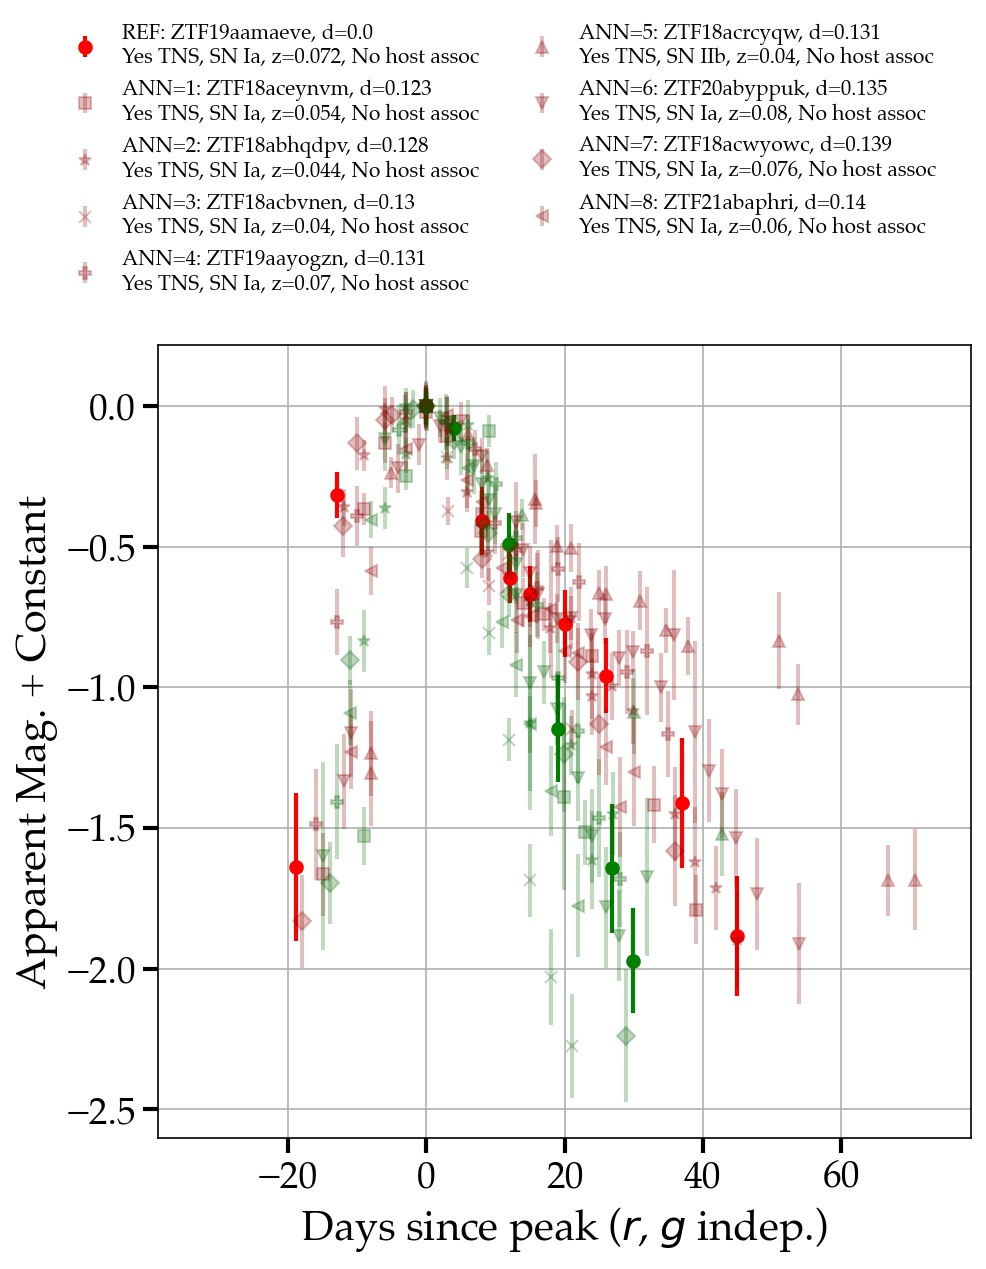 REF: ZTF19aamaeve, d=0.0
Yes TNS, SN Ia, z=0.072, No host assoc
ANN=1: ZTF18aceynvm, d=0.123
Yes TNS, SN Ia, z=0.054, No host assoc
ANN=2: ZTF18abhqdpv, d=0.128
Yes TNS, SN Ia, z=0.044, No host assoc
ANN=3: ZTF18acbvnen, d=0.13
Yes TNS, SN Ia, z=0.04, No host assoc
ANN=4: ZTF19aayogzn, d=0.131
Yes TNS, SN Ia, z=0.07, No host assoc
ANN=5: ZTF18acrcyqw, d=0.131
Yes TNS, SN IIb, z=0.04, No host assoc
ANN=6: ZTF20abyppuk, d=0.135
Yes TNS, SN Ia, z=0.08, No host assoc
ANN=7: ZTF18acwyowc, d=0.139
Yes TNS, SN Ia, z=0.076, No host assoc
ANN=8: ZTF21abaphri, d=0.14
Yes TNS, SN Ia, z=0.06, No host assoc
Apparent Mag. + Constant
0.0
−0.5
−1.0
−1.5
−2.0
−2.5
−20 0 20 40 60
Days since peak (r, g indep.)